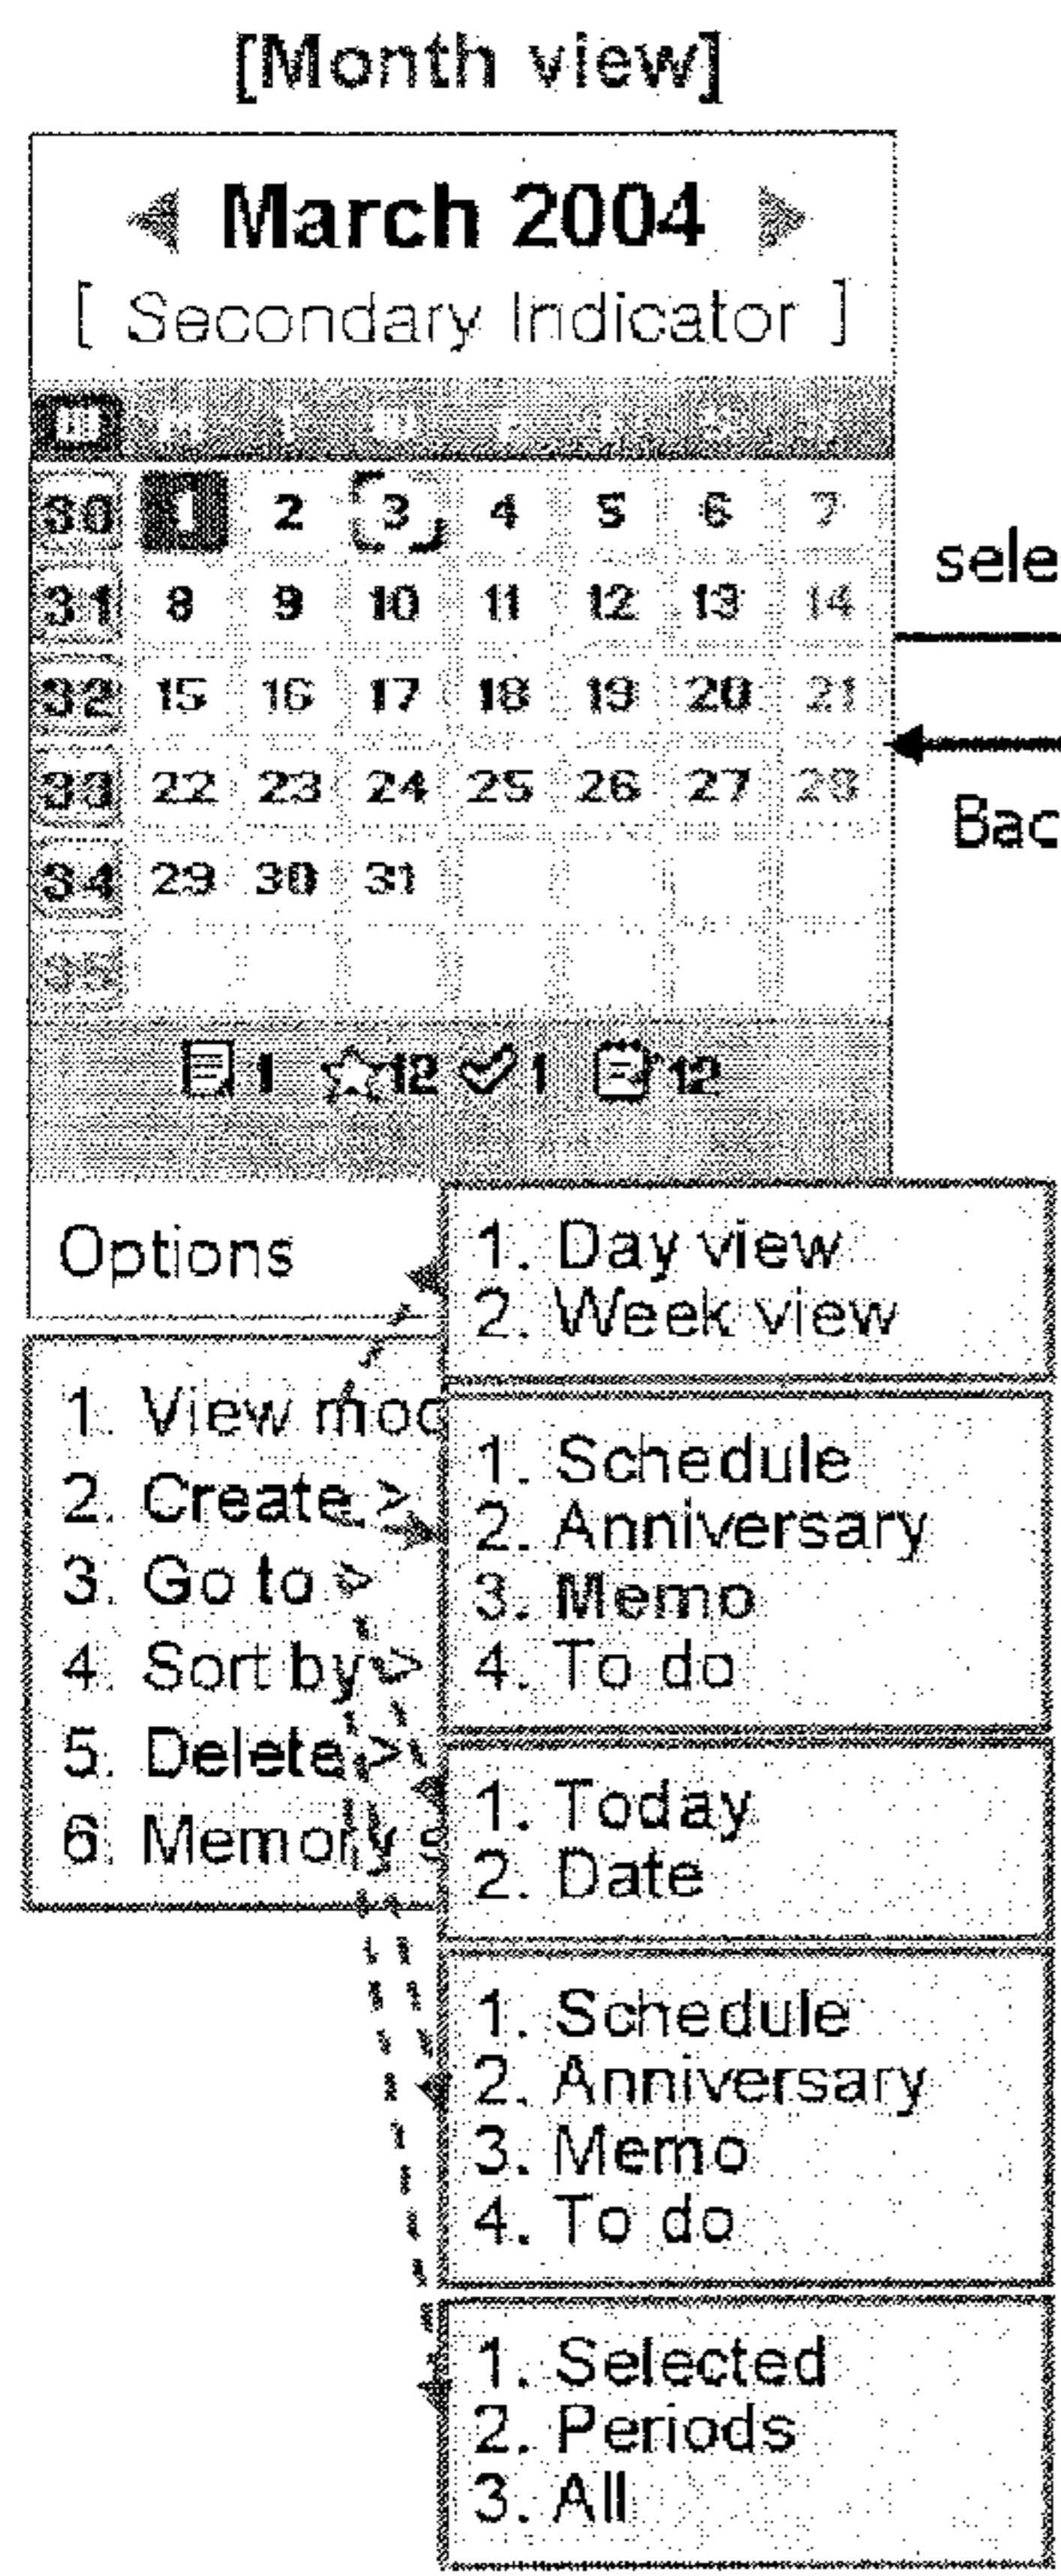 [Month view]
March 2004
[ Secondary Indicator ]
30 1 2 3 4 5 6 7
31 8 9 10 11 12 13 14
32 15 16 17 18 19 20 21
33 22 23 24 25 26 27 28
34 29 30 31
35
1 12 1 12
sele
Bac
Options
1. View mod
2. Create >
3. Go to >
4. Sort by >
5. Delete >
6. Memory s
1. Day view
2. Week view
1. Schedule
2. Anniversary
3. Memo
4. To do
1. Today
2. Date
1. Schedule
2. Anniversary
3. Memo
4. To do
1. Selected
2. Periods
3. All